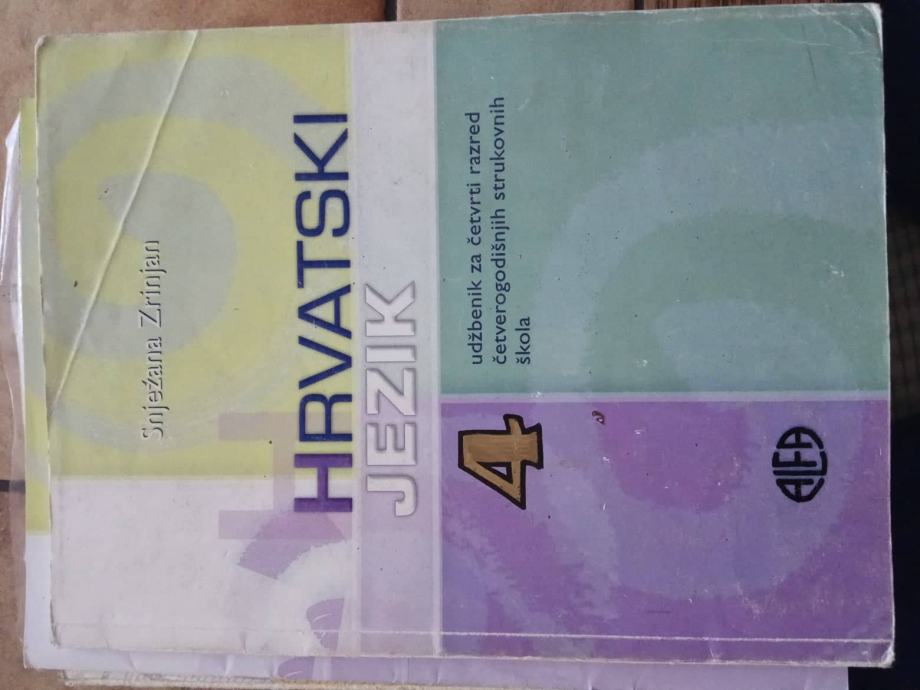 Snježana Zrinjan
HRVATSKI
JEZIK
4
udžbenik za četvrti razred
četverogodišnjih strukovnih
škola
ALFA